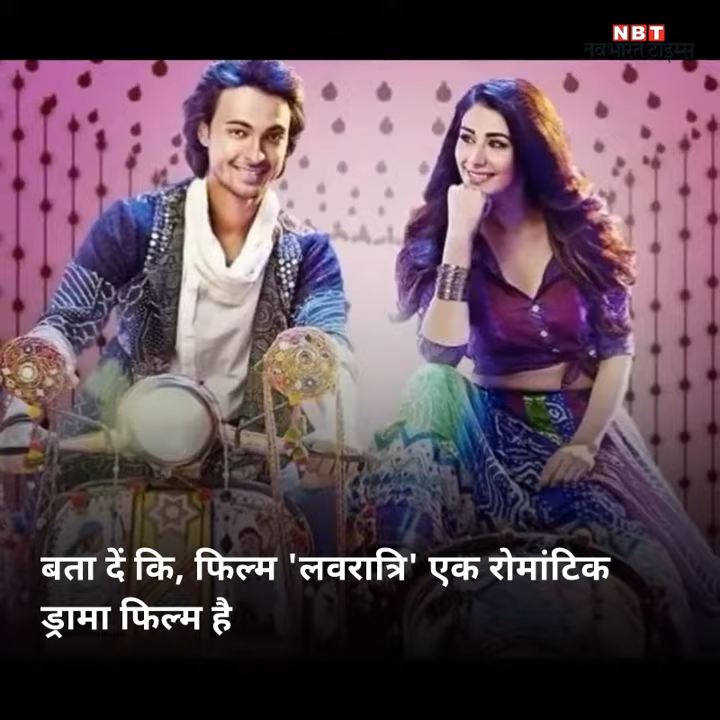 NBT
नवभारत टाइम्स
बता दें कि, फिल्म 'लवरात्रि' एक रोमांटिक
ड्रामा फिल्म है